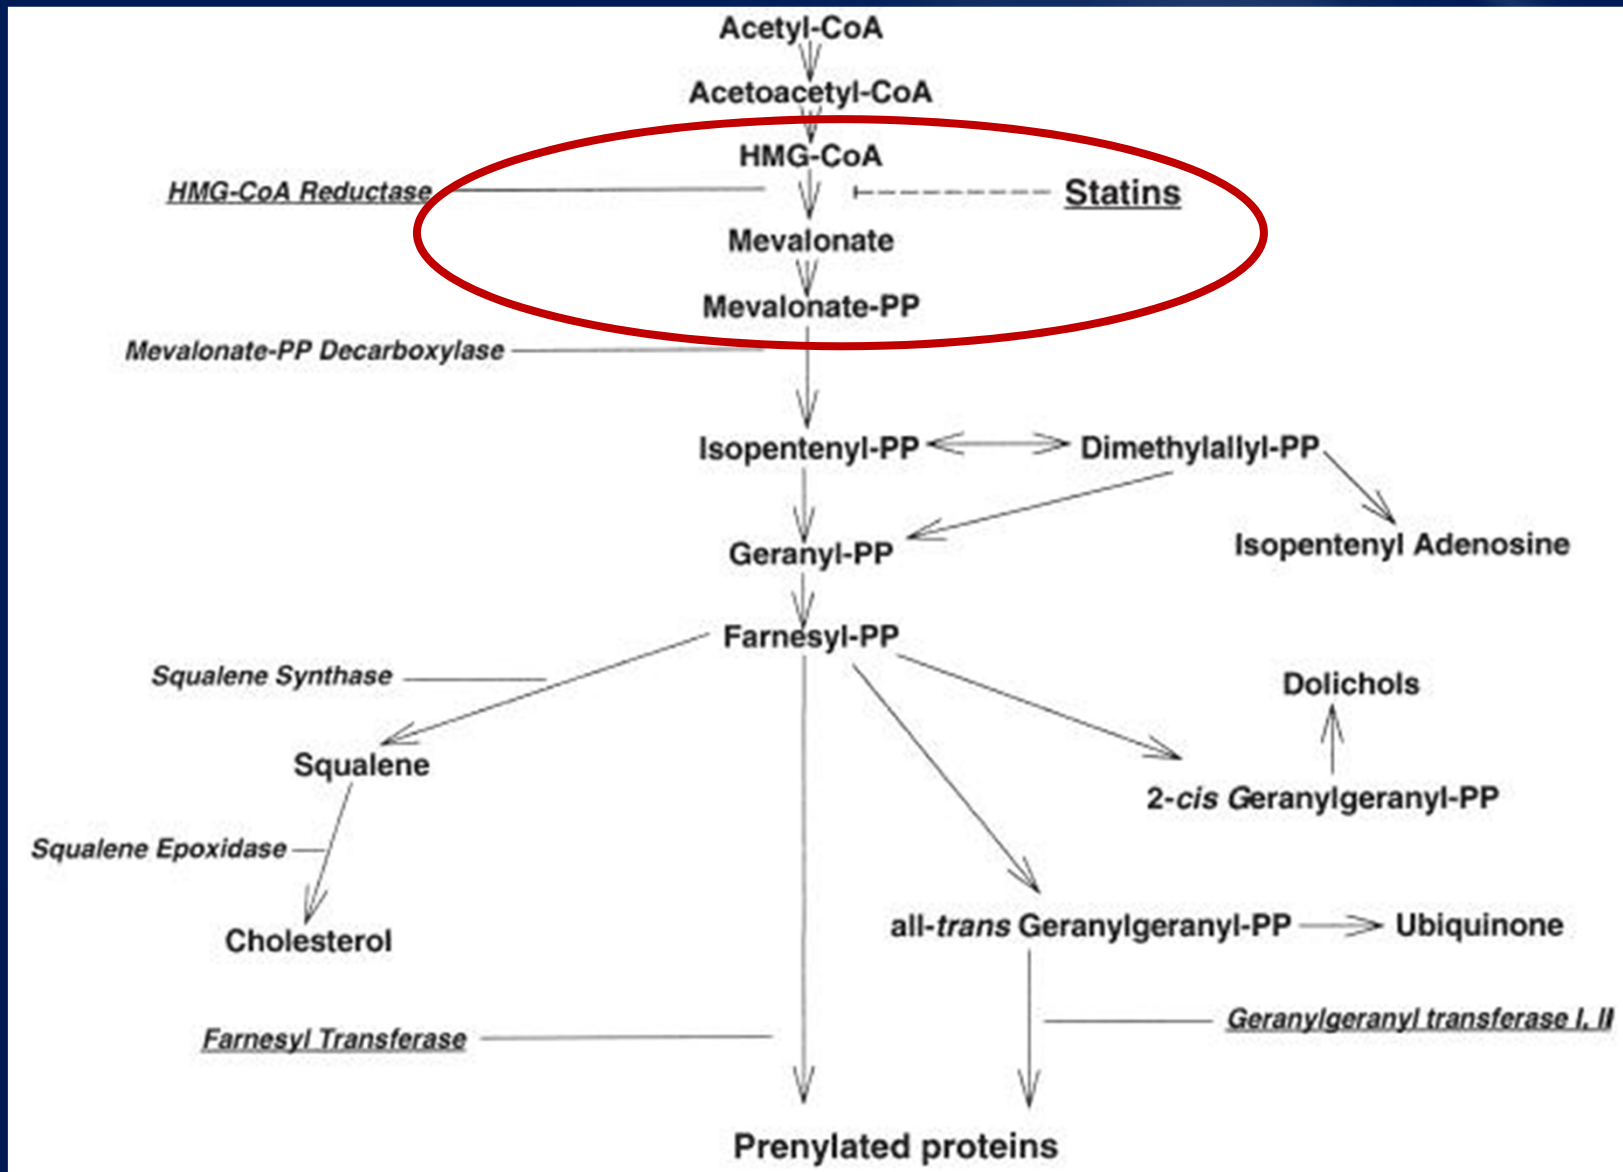 Acetyl-CoA
Acetoacetyl-CoA
HMG-CoA
HMG-CoA Reductase
Statins
Mevalonate
Mevalonate-PP
Mevalonate-PP Decarboxylase
Isopentenyl-PP
Dimethylallyl-PP
Isopentenyl Adenosine
Geranyl-PP
Farnesyl-PP
Squalene Synthase
Dolichols
Squalene
2-cis Geranylgeranyl-PP
Squalene Epoxidase
all-trans Geranylgeranyl-PP
Ubiquinone
Cholesterol
Geranylgeranyl transferase I, II
Farnesyl Transferase
Prenylated proteins